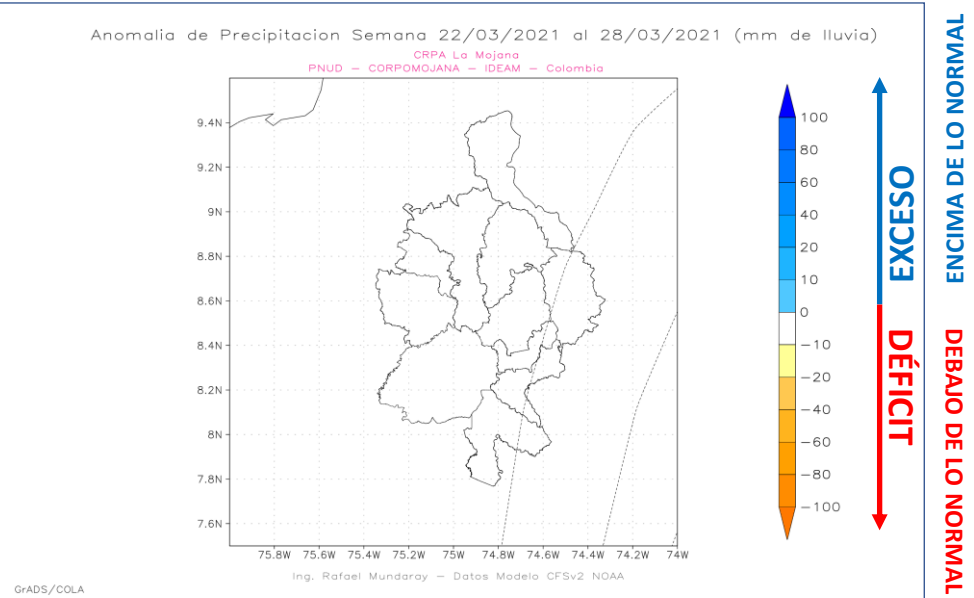 Anomalia de Precipitacion Semana 22/03/2021 al 28/03/2021 (mm de lluvia)
CRPA La Mojana
PNUD – CORPOMOJANA – IDEAM – Colombia
9.4N
9.2N
9N
8.8N
8.6N
8.4N
8.2N
8N
7.8N
7.6N
75.8W 75.6W 75.4W 75.2W 75W 74.8W 74.6W 74.4W 74.2W 74W
Ing. Rafael Mundaray – Datos Modelo CFSv2 NOAA
GrADS/COLA
100
80
60
40
20
10
0
−10
−20
−40
−60
−80
−100
EXCESO
DÉFICIT
ENCIMA DE LO NORMAL
DEBAJO DE LO NORMAL